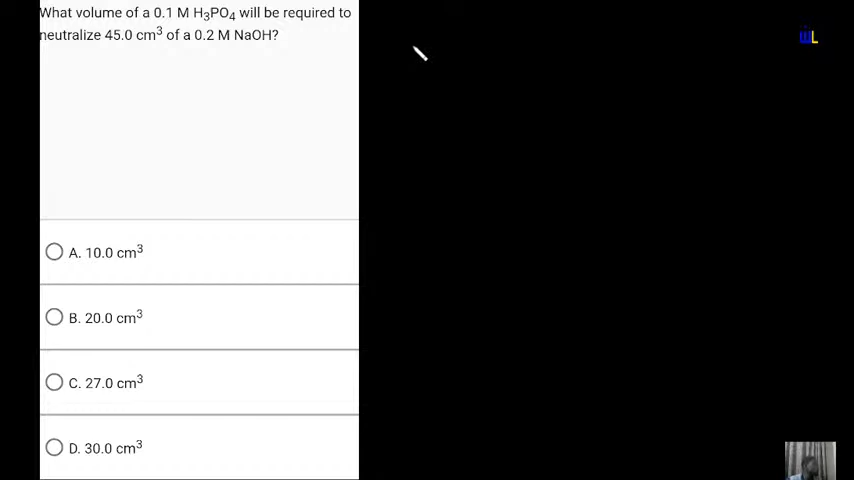 What volume of a 0.1 M H₃PO₄ will be required to
neutralize 45.0 cm³ of a 0.2 M NaOH?
A. 10.0 cm³
B. 20.0 cm³
C. 27.0 cm³
D. 30.0 cm³